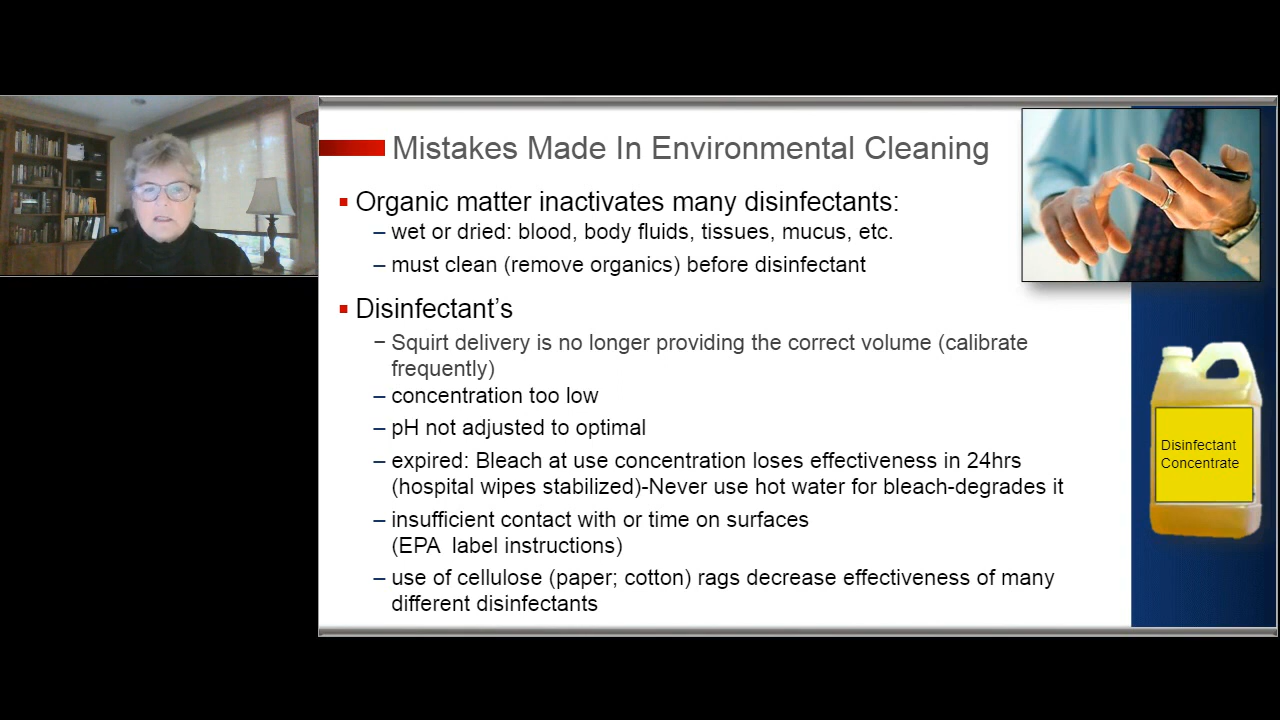 Mistakes Made In Environmental Cleaning
Organic matter inactivates many disinfectants:
– wet or dried: blood, body fluids, tissues, mucus, etc.
– must clean (remove organics) before disinfectant
Disinfectant’s
– Squirt delivery is no longer providing the correct volume (calibrate
frequently)
– concentration too low
– pH not adjusted to optimal
– expired: Bleach at use concentration loses effectiveness in 24hrs
(hospital wipes stabilized)-Never use hot water for bleach-degrades it
– insufficient contact with or time on surfaces
(EPA label instructions)
– use of cellulose (paper; cotton) rags decrease effectiveness of many
different disinfectants
Disinfectant
Concentrate